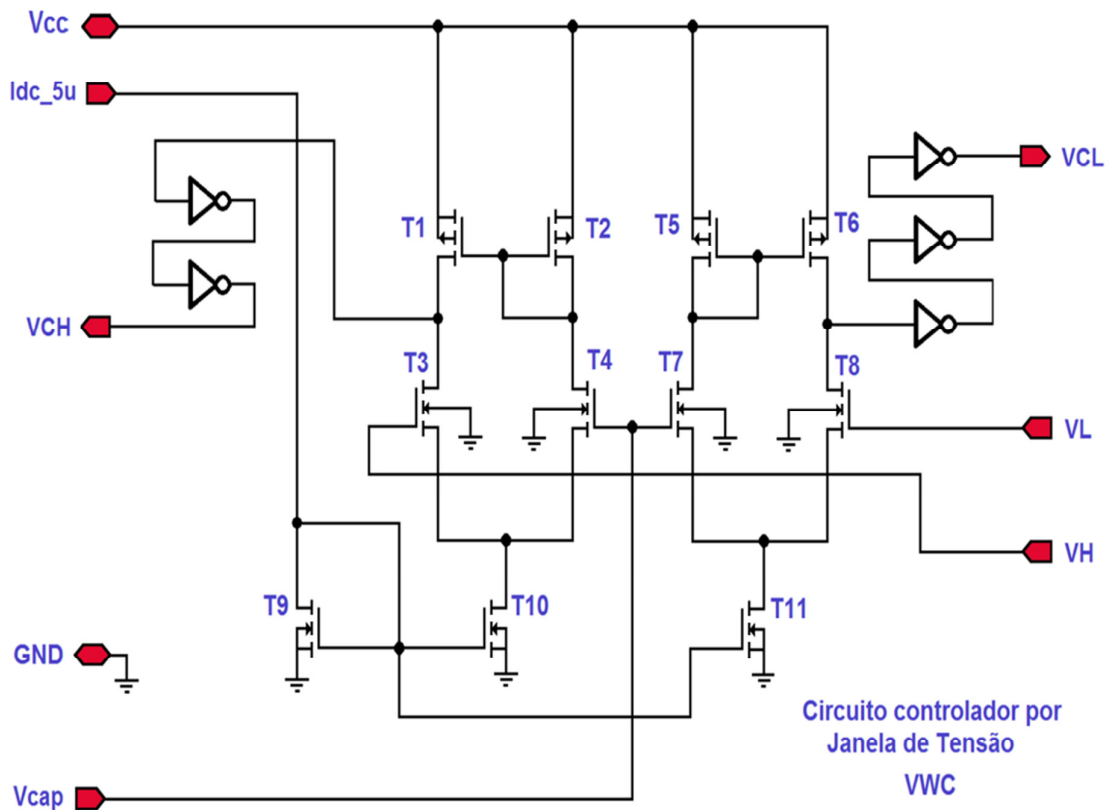 Vcc
Idc_5u
VCL
T1
T2
T5
T6
VCH
T3
T4
T7
T8
VL
VH
T9
T10
T11
GND
Circuito controlador por
Janela de Tensão
VWC
Vcap